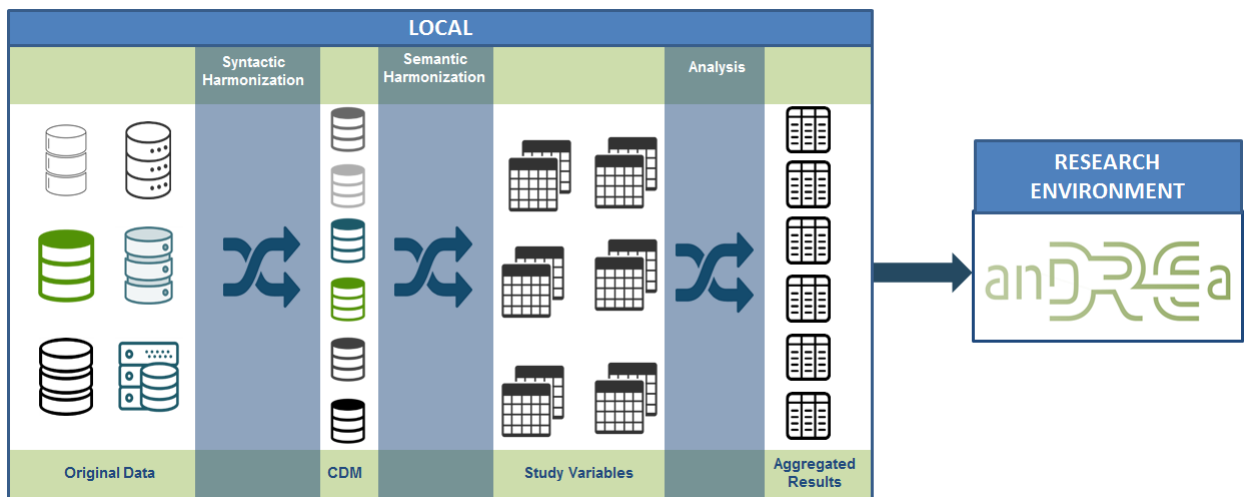 LOCAL
Syntactic
Harmonization
Semantic
Harmonization
Analysis
RESEARCH
ENVIRONMENT
anDREa
Original Data
CDM
Study Variables
Aggregated
Results